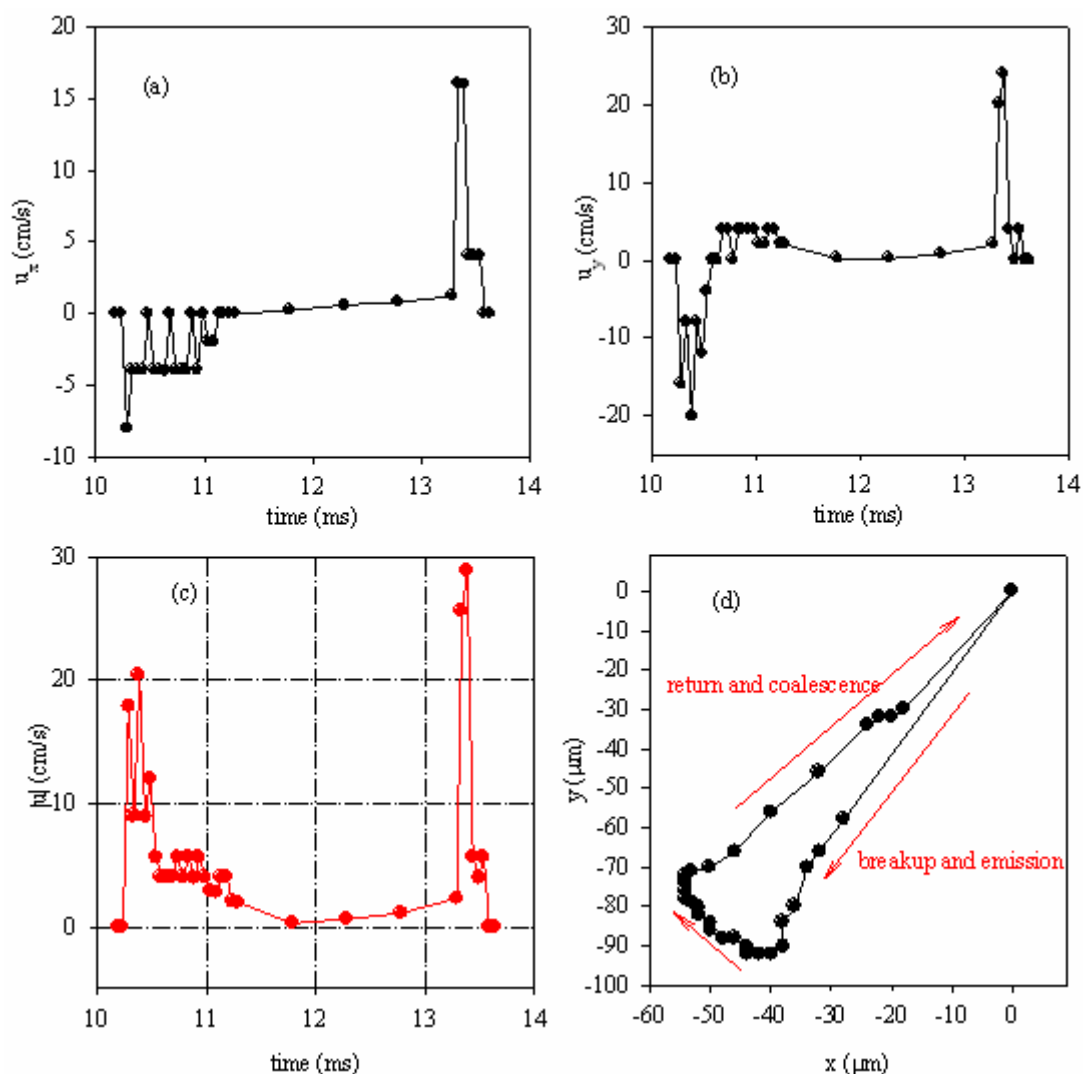 20
15
10
5
0
-5
-10
(a)
uₓ (cm/s)
10 11 12 13 14
time (ms)
30
20
10
0
-10
-20
(b)
u_y (cm/s)
10 11 12 13 14
time (ms)
30
20
10
0
(c)
|u| (cm/s)
10 11 12 13 14
time (ms)
0
-10
-20
-30
-40
-50
-60
-70
-80
-90
-100
(d)
return and coalescence
breakup and emission
y (μm)
-60 -50 -40 -30 -20 -10 0
x (μm)